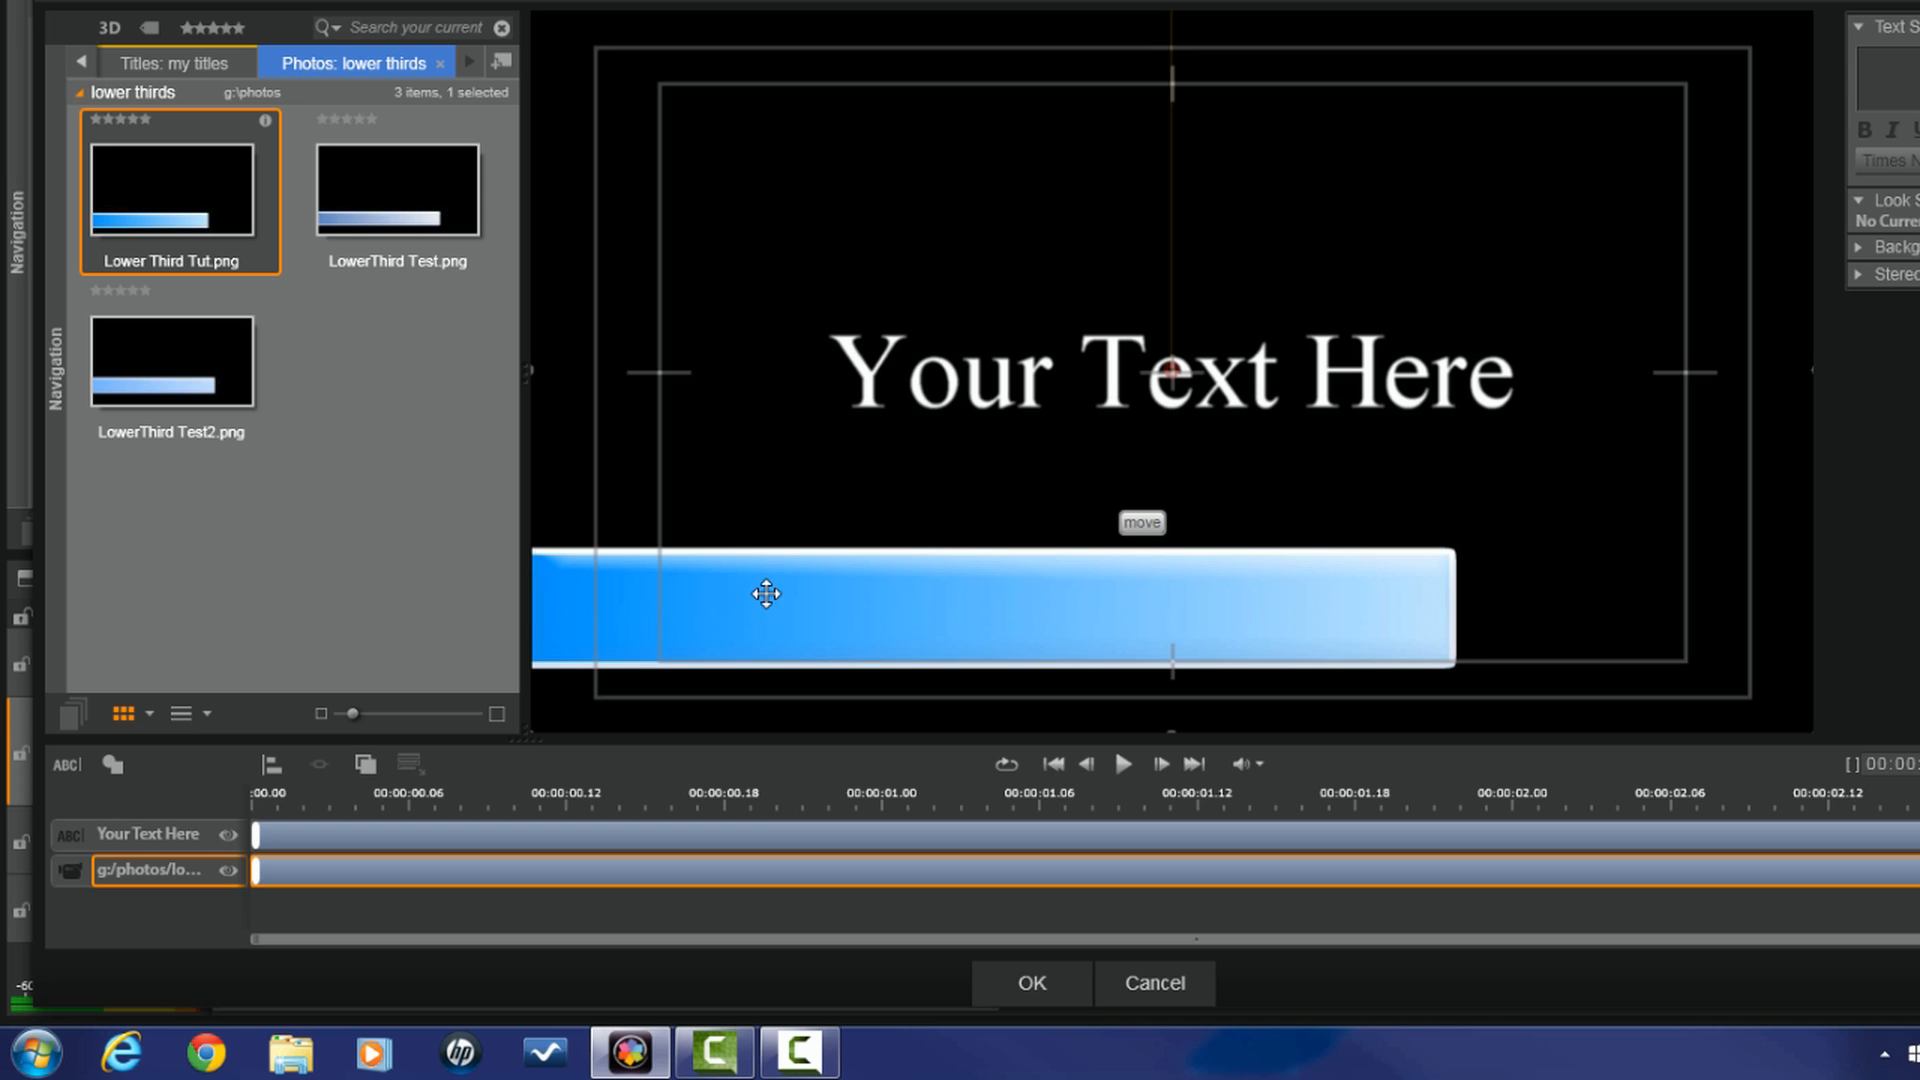 3D
Search your current
Text S
Titles: my titles
Photos: lower thirds
lower thirds
g:\photos
3 items, 1 selected
B I U
Times N
Lower Third Tut.png
LowerThird Test.png
LowerThird Test2.png
Navigation
Navigation
Look S
No Curre
Backg
Stereo
Your Text Here
move
ABC
[ ] 00:00:
:00.00
00:00:00.06
00:00:00.12
00:00:00.18
00:00:01.00
00:00:01.06
00:00:01.12
00:00:01.18
00:00:02.00
00:00:02.06
00:00:02.12
ABC Your Text Here
g:/photos/lo...
OK
Cancel
-60
hp